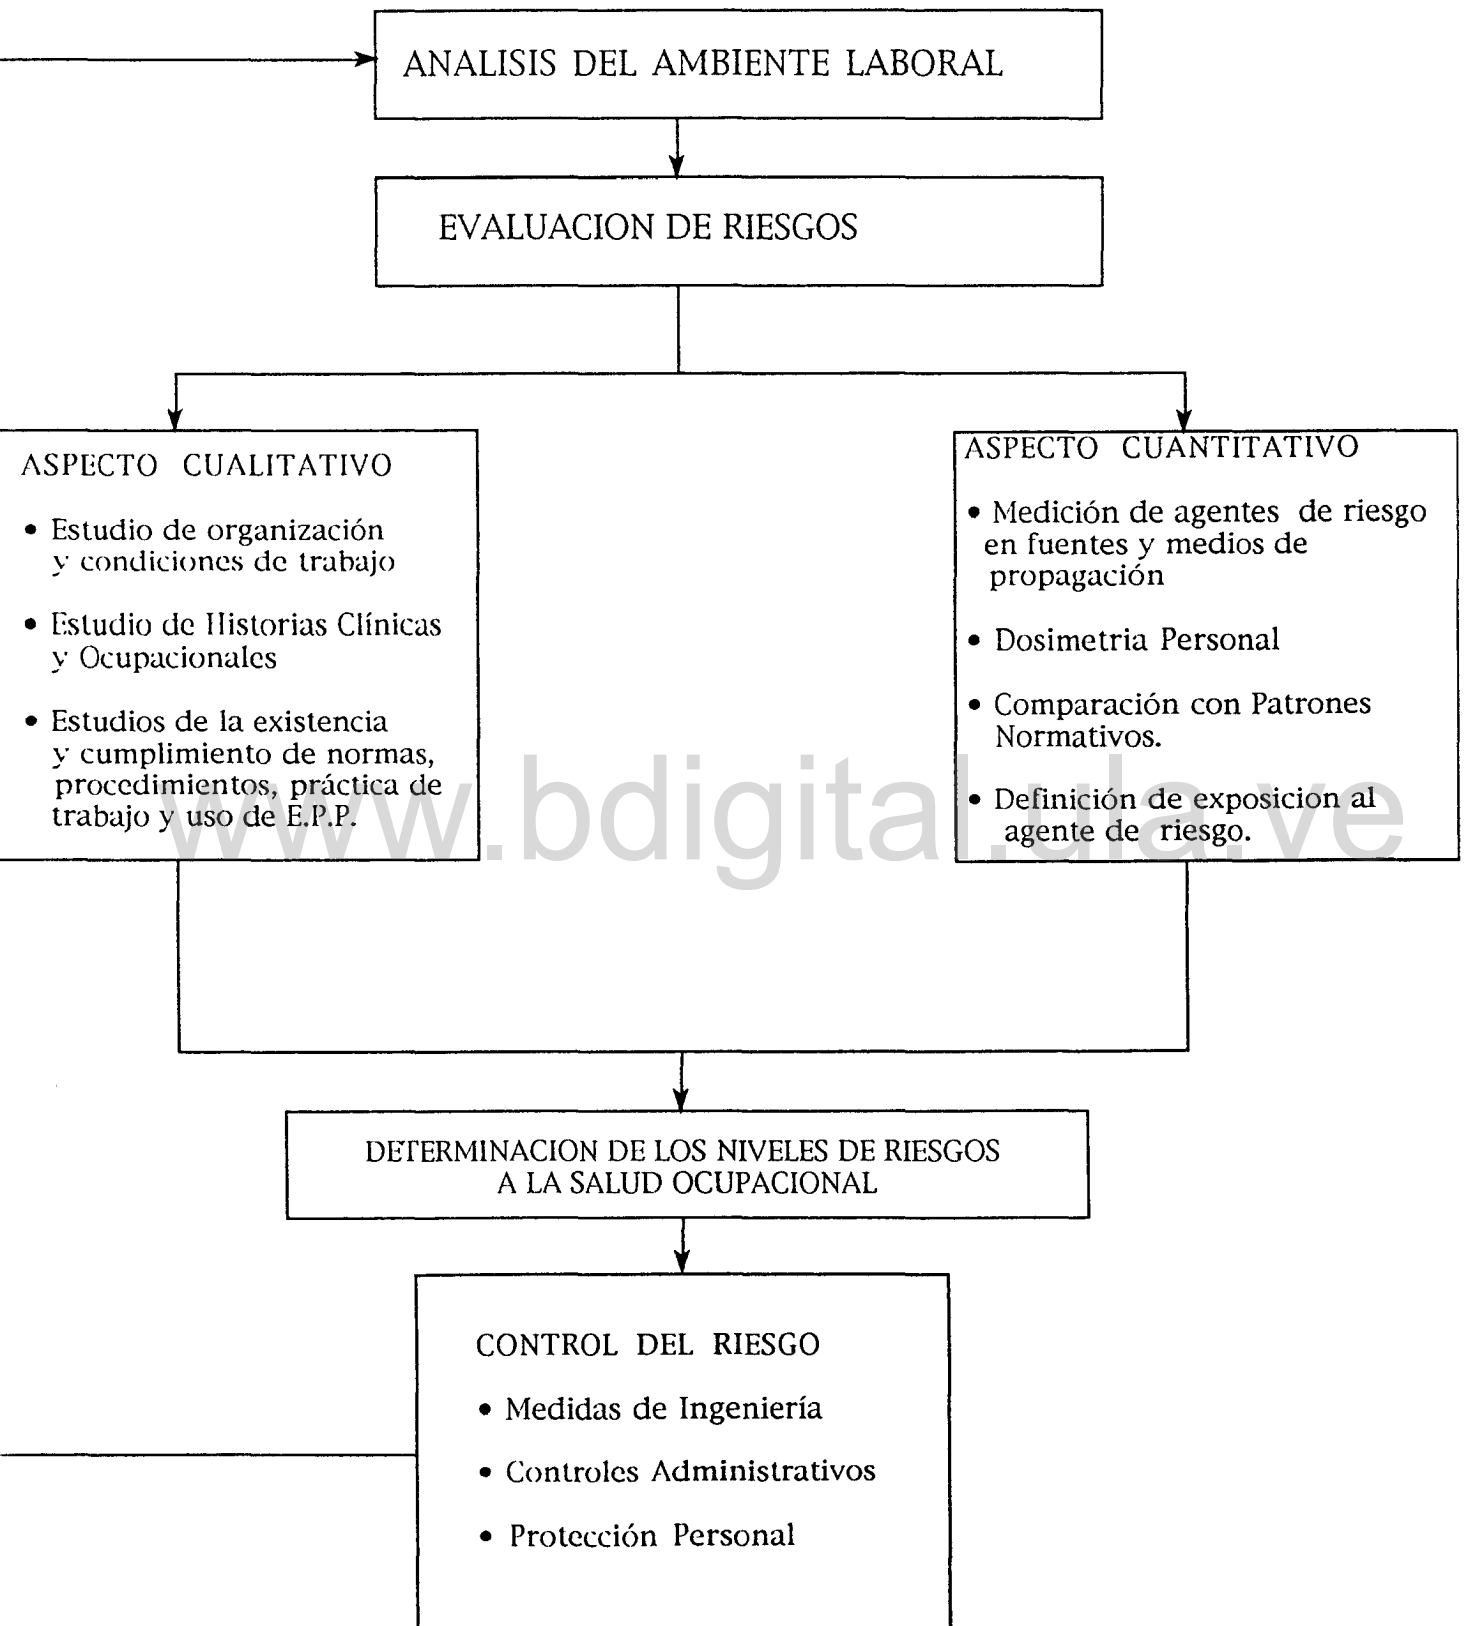 ANALISIS DEL AMBIENTE LABORAL
EVALUACION DE RIESGOS
ASPECTO CUALITATIVO
• Estudio de organización
y condiciones de trabajo
• Estudio de Historias Clínicas
y Ocupacionales
• Estudios de la existencia
y cumplimiento de normas,
procedimientos, práctica de
trabajo y uso de E.P.P.
ASPECTO CUANTITATIVO
• Medición de agentes de riesgo
en fuentes y medios de
propagación
• Dosimetria Personal
• Comparación con Patrones
Normativos.
• Definición de exposicion al
agente de riesgo.
www.bdigital.ula.ve
DETERMINACION DE LOS NIVELES DE RIESGOS
A LA SALUD OCUPACIONAL
CONTROL DEL RIESGO
• Medidas de Ingeniería
• Controles Administrativos
• Protección Personal